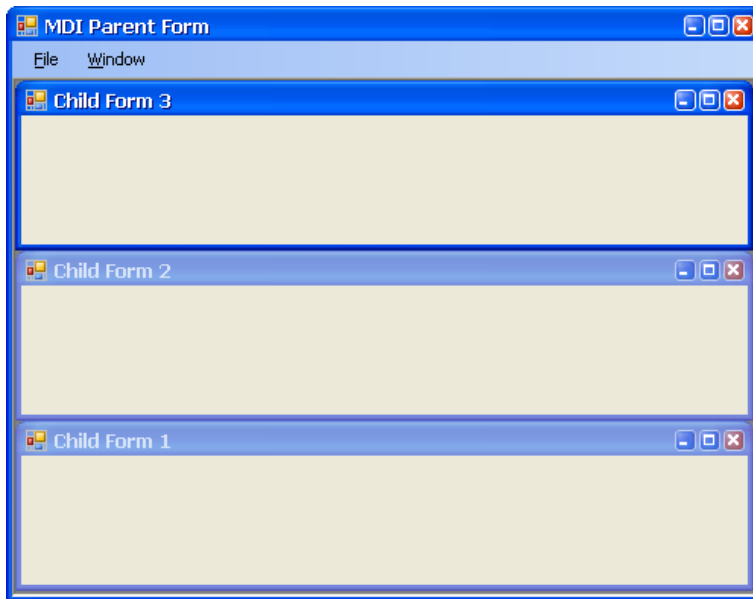 MDI Parent Form
File Window
Child Form 3
Child Form 2
Child Form 1